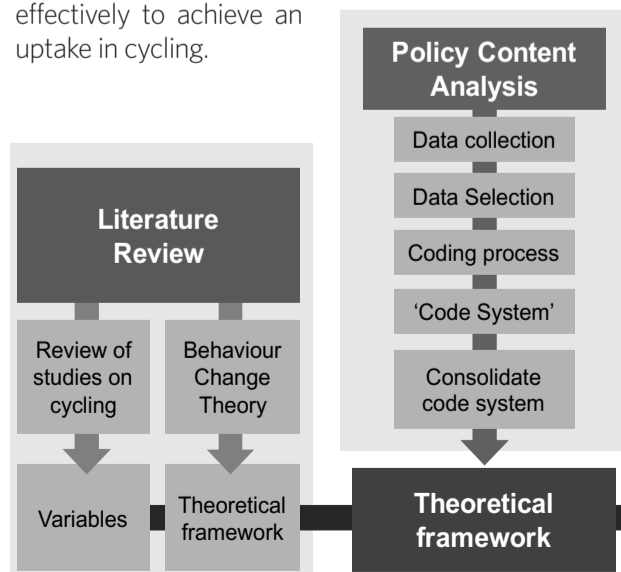 effectively to achieve an
uptake in cycling.
Literature
Review
Review of
studies on
cycling
Behaviour
Change
Theory
Variables
Theoretical
framework
Policy Content
Analysis
Data collection
Data Selection
Coding process
‘Code System’
Consolidate
code system
Theoretical
framework